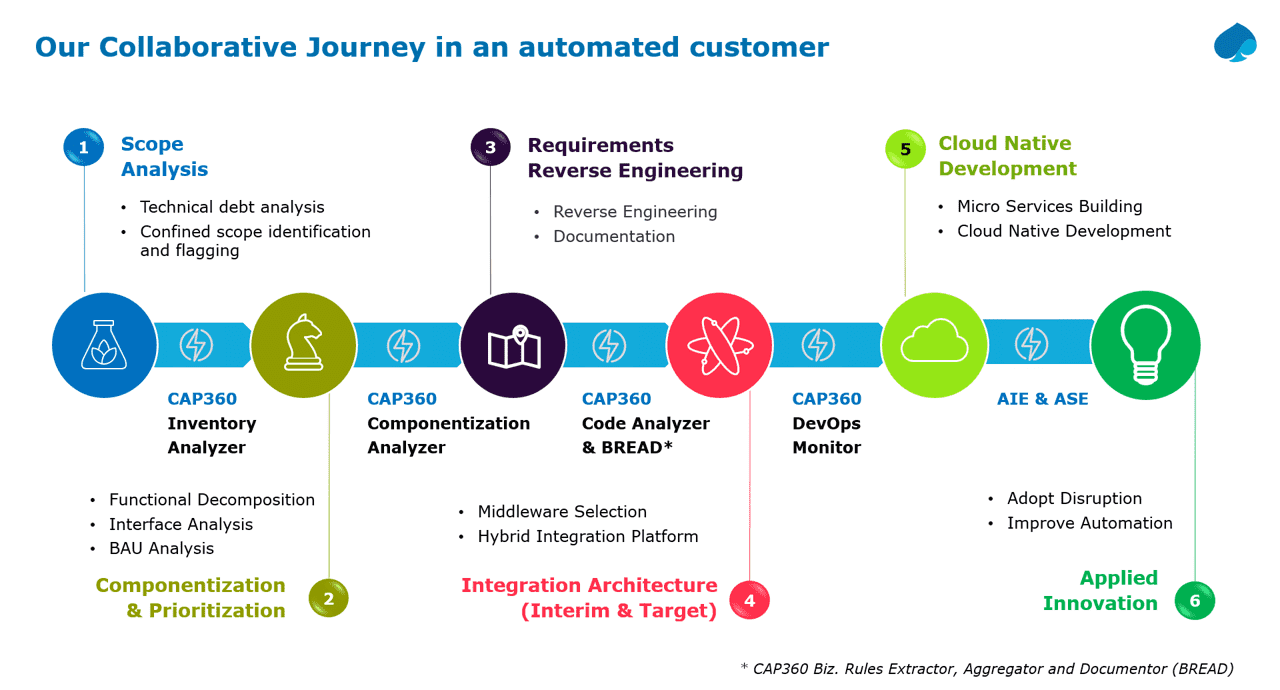 Our Collaborative Journey in an automated customer
1
Scope
Analysis
• Technical debt analysis
• Confined scope identification
and flagging
3
Requirements
Reverse Engineering
• Reverse Engineering
• Documentation
5
Cloud Native
Development
• Micro Services Building
• Cloud Native Development
CAP360
Inventory
Analyzer
CAP360
Componentization
Analyzer
CAP360
Code Analyzer
& BREAD*
CAP360
DevOps
Monitor
AIE & ASE
• Functional Decomposition
• Interface Analysis
• BAU Analysis
Componentization
& Prioritization
2
• Middleware Selection
• Hybrid Integration Platform
Integration Architecture
(Interim & Target)
4
• Adopt Disruption
• Improve Automation
Applied
Innovation
6
* CAP360 Biz. Rules Extractor, Aggregator and Documentor (BREAD)